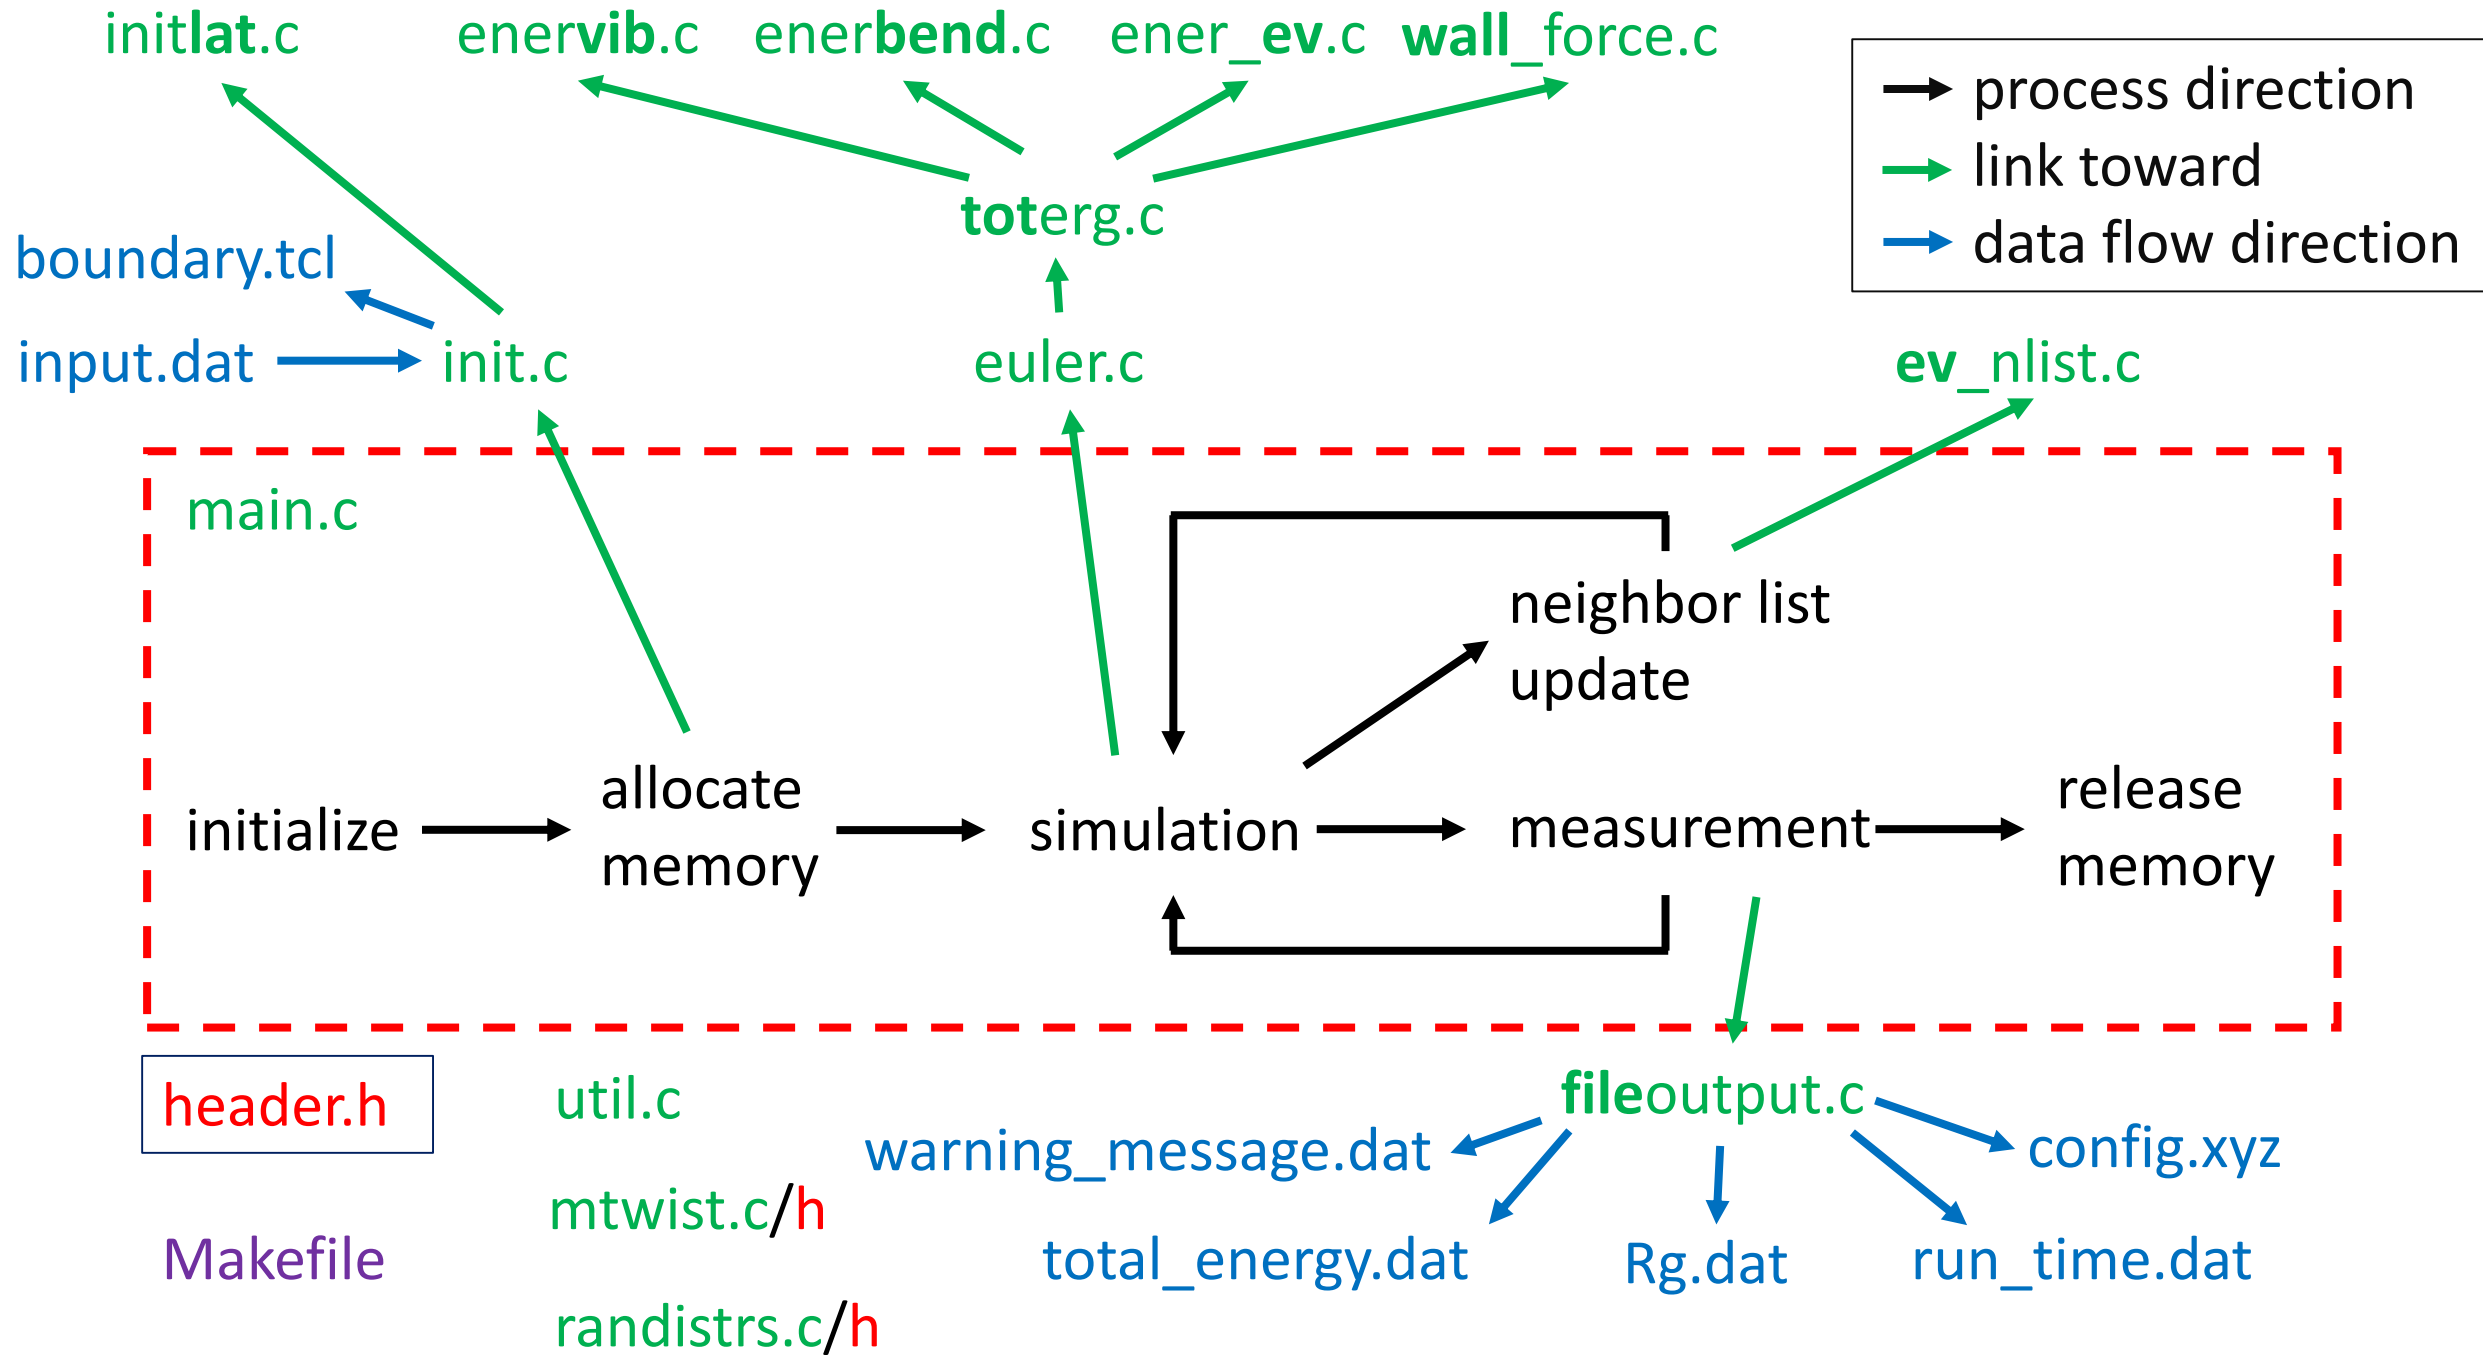 initlat.c
enervib.c
enerbend.c
ener_ev.c
wall_force.c
process direction
link toward
data flow direction
toterg.c
boundary.tcl
input.dat
init.c
euler.c
ev_nlist.c
main.c
neighbor list
update
initialize
allocate
memory
simulation
measurement
release
memory
header.h
util.c
fileoutput.c
warning_message.dat
config.xyz
mtwist.c/h
Makefile
total_energy.dat
Rg.dat
run_time.dat
randistrs.c/h